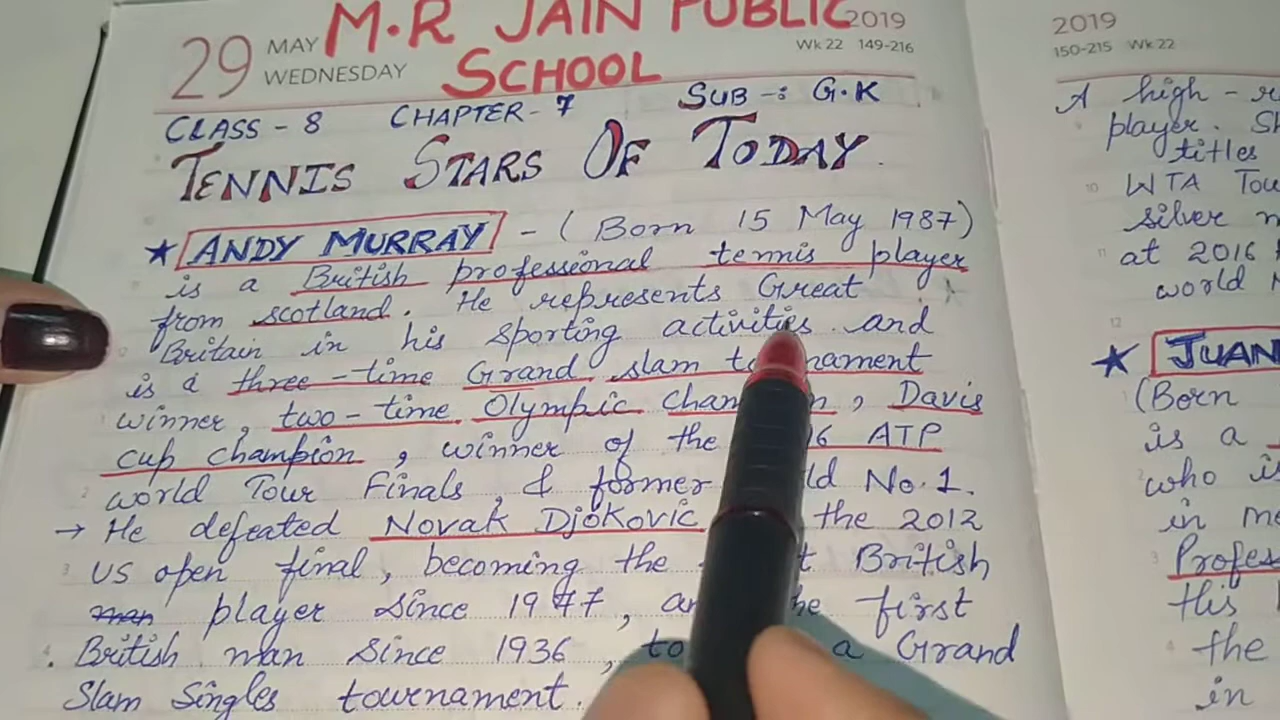 M.R JAIN PUBLIC
SCHOOL
29 MAY
WEDNESDAY
2019
Wk 22 149-216
CLASS - 8 CHAPTER - 7 SUB -: G.K
TENNIS STARS OF TODAY.
★ ANDY MURRAY - (Born 15 May 1987)
is a British professional tennis player
from scotland. He represents Great
Britain in his sporting activities and
is a three-time Grand slam
winner, two-time Olympic, Davis
cup champion, winner of the ATP
world Tour Finals, & former No.1.
→ He defeated Novak Djokovic the 2012
US open final, becoming the British
man player since 1977, first
British man since 1936, a Grand
Slam Singles tournament.
2019
150-215 Wk 22
A high -
player.
titles
WTA
silver
at 2016
world
★ JUAN
(Born
is a
who
in
this
the
in